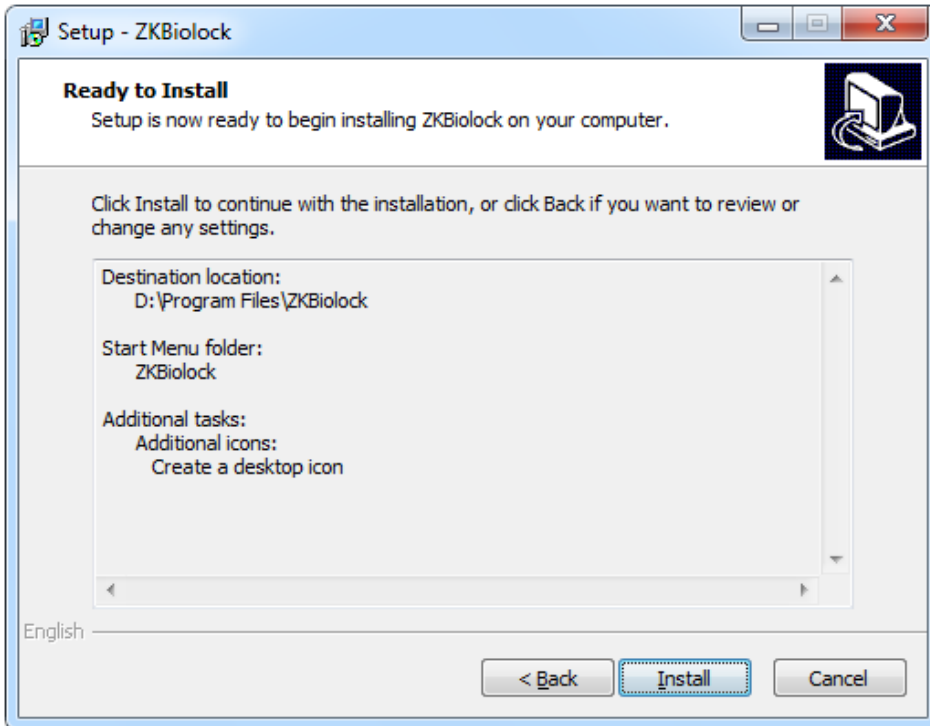 Setup - ZKBiolock
Ready to Install
Setup is now ready to begin installing ZKBiolock on your computer.
Click Install to continue with the installation, or click Back if you want to review or
change any settings.
Destination location:
D:\Program Files\ZKBiolock
Start Menu folder:
ZKBiolock
Additional tasks:
Additional icons:
Create a desktop icon
English
< Back
Install
Cancel